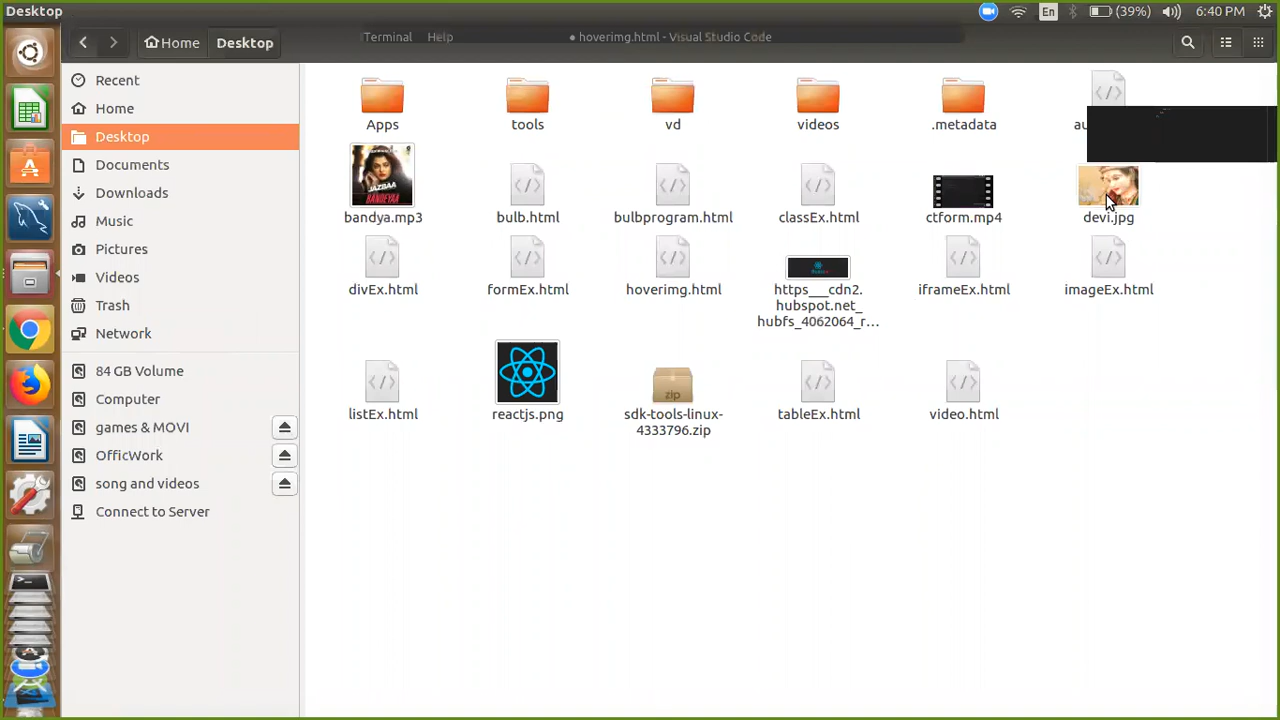 Desktop
En
(39%)
6:40 PM
Home
Desktop
Terminal
Help
● hoverimg.html - Visual Studio Code
Recent
Home
Desktop
Documents
Downloads
Music
Pictures
Videos
Trash
Network
84 GB Volume
Computer
games & MOVI
OfficWork
song and videos
Connect to Server
Apps
tools
vd
videos
.metadata
JAZBAA
BANDEYAA
bandya.mp3
bulb.html
bulbprogram.html
classEx.html
ctform.mp4
devi.jpg
divEx.html
formEx.html
hoverimg.html
https___cdn2.
hubspot.net_
hubfs_4062064_r…
iframeEx.html
imageEx.html
listEx.html
reactjs.png
zip
sdk-tools-linux-
4333796.zip
tableEx.html
video.html